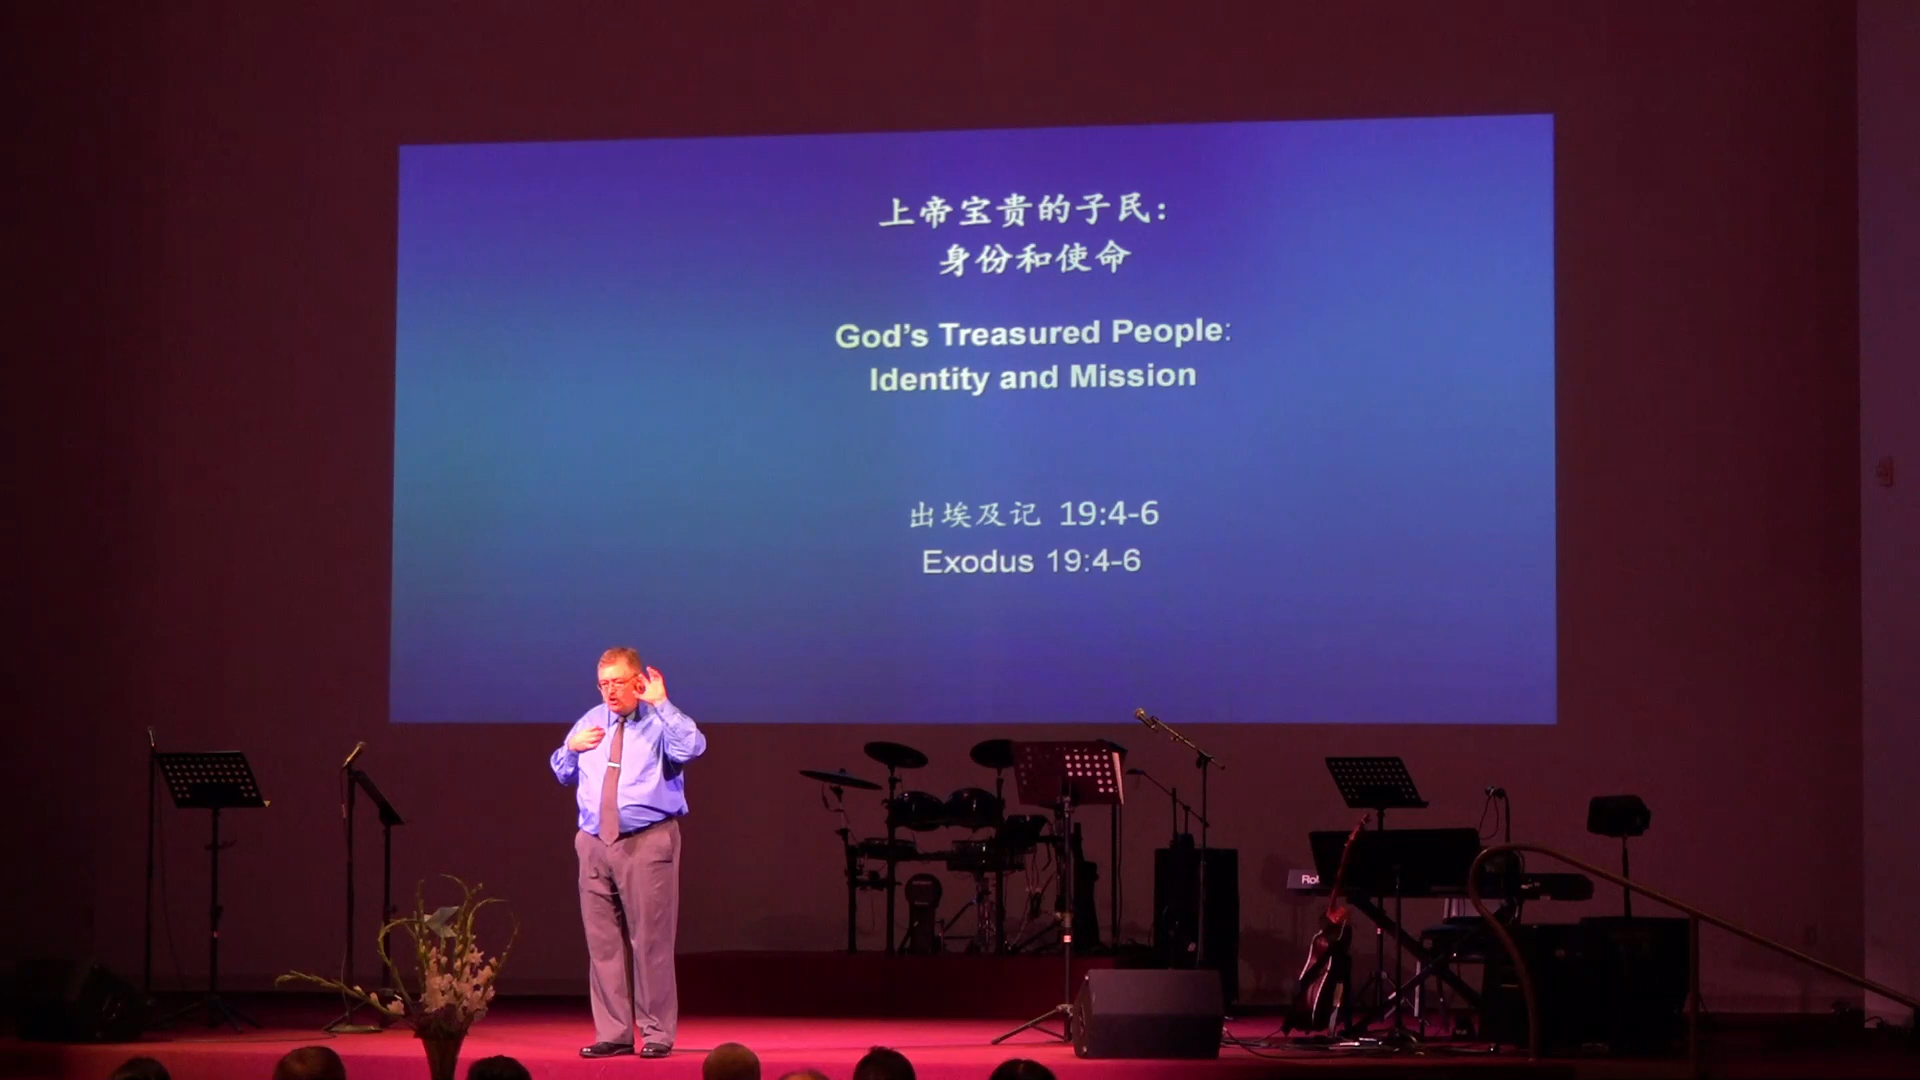 上帝宝贵的子民:
身份和使命
God's Treasured People:
Identity and Mission
出埃及记 19:4-6
Exodus 19:4-6